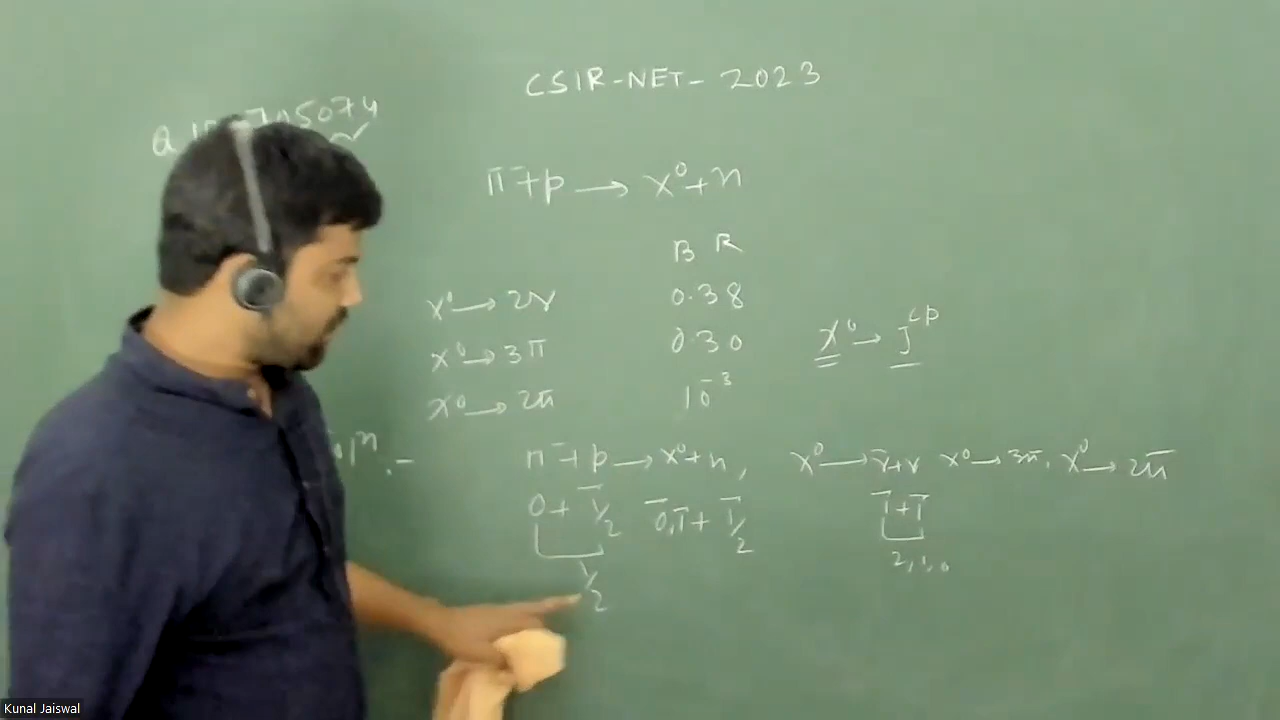 CSIR-NET-2023
Q. 5074
π⁻+p → X⁰+n
B R
X⁰ → 2γ 0.38
X⁰ → 3π 0.30
X⁰ → 2π 10⁻³
X⁰ → J^CP
π⁻+p → X⁰+n, X⁰ → γ+γ X⁰ → 3π, X⁰ → 2π
0 + 1/2 0,1 + 1/2 1+1
2,1,0
1/2
Kunal Jaiswal